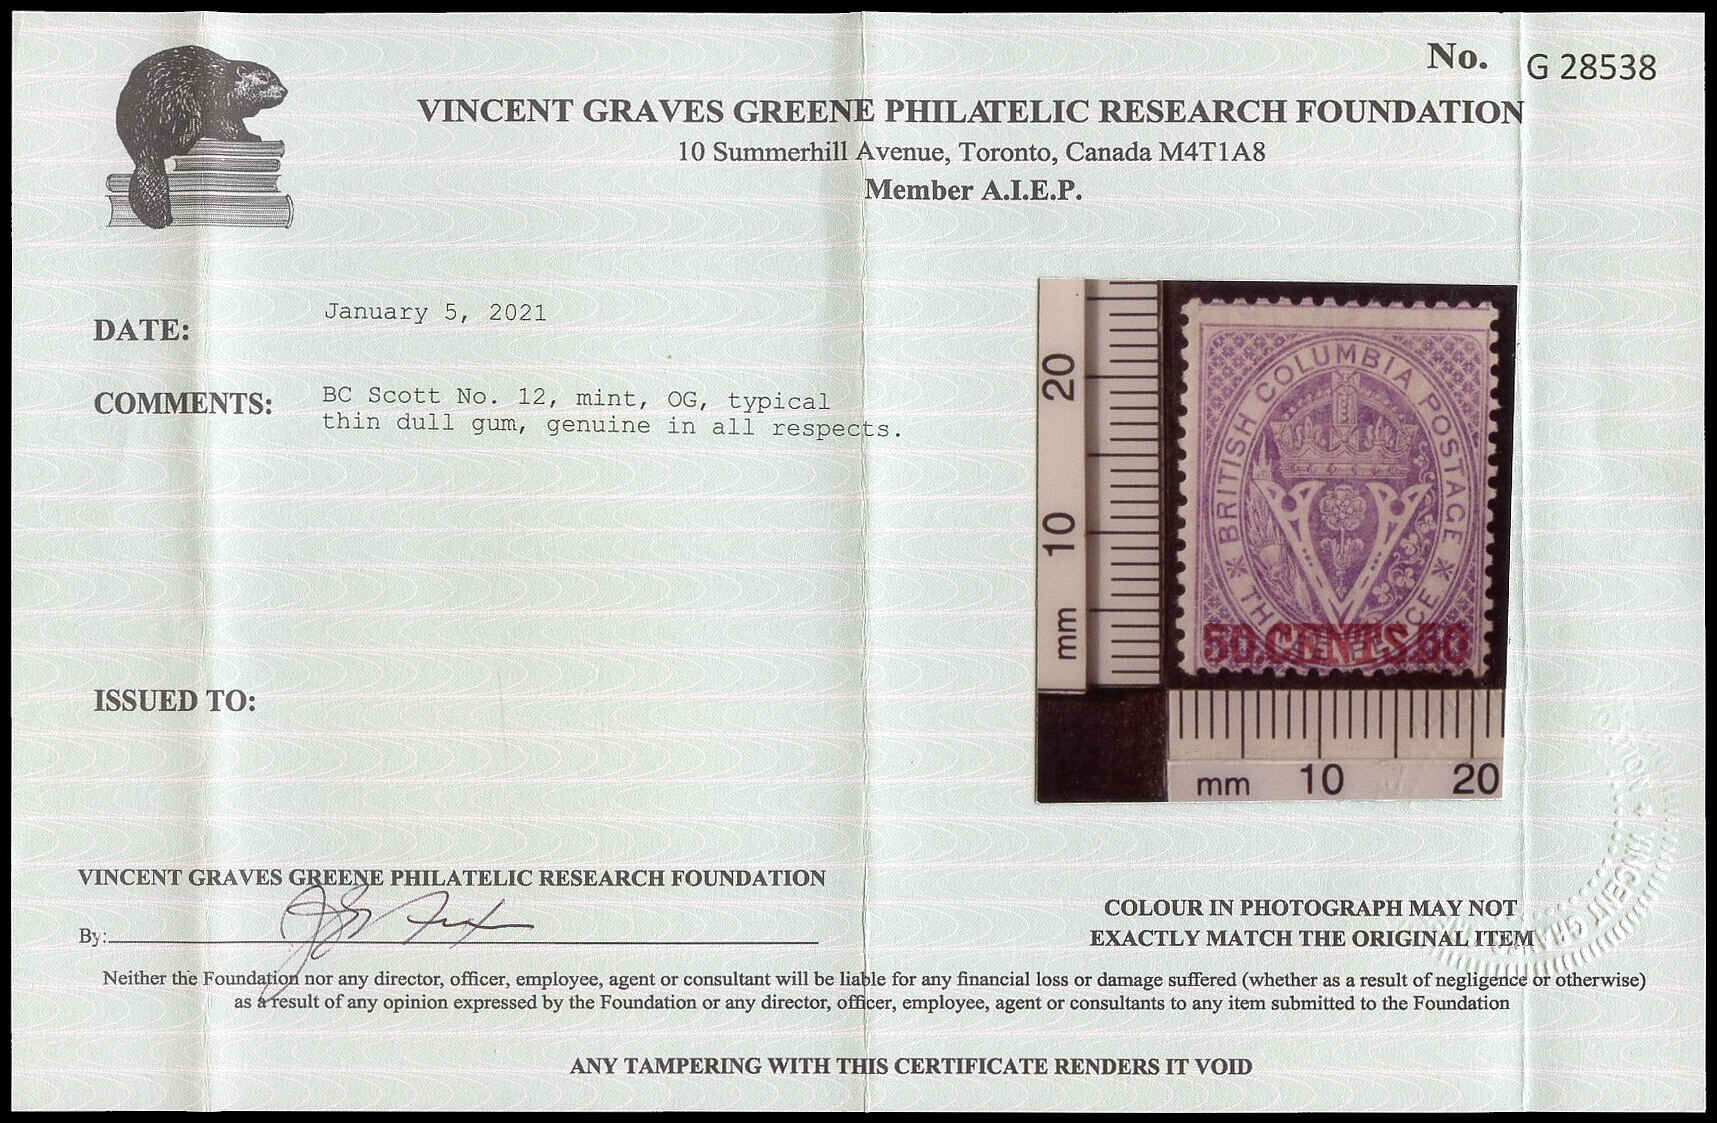 No. G 28538
VINCENT GRAVES GREENE PHILATELIC RESEARCH FOUNDATION
10 Summerhill Avenue, Toronto, Canada M4T1A8
Member A.I.E.P.
DATE: January 5, 2021
COMMENTS: BC Scott No. 12, mint, OG, typical
thin dull gum, genuine in all respects.
20
10
mm
BRITISH COLUMBIA POSTAGE
V
50 CENTS 50
mm 10 20
ISSUED TO:
VINCENT GRAVES GREENE PHILATELIC RESEARCH FOUNDATION
By:
COLOUR IN PHOTOGRAPH MAY NOT
EXACTLY MATCH THE ORIGINAL ITEM
Neither the Foundation nor any director, officer, employee, agent or consultant will be liable for any financial loss or damage suffered (whether as a result of negligence or otherwise)
as a result of any opinion expressed by the Foundation or any director, officer, employee, agent or consultants to any item submitted to the Foundation
ANY TAMPERING WITH THIS CERTIFICATE RENDERS IT VOID